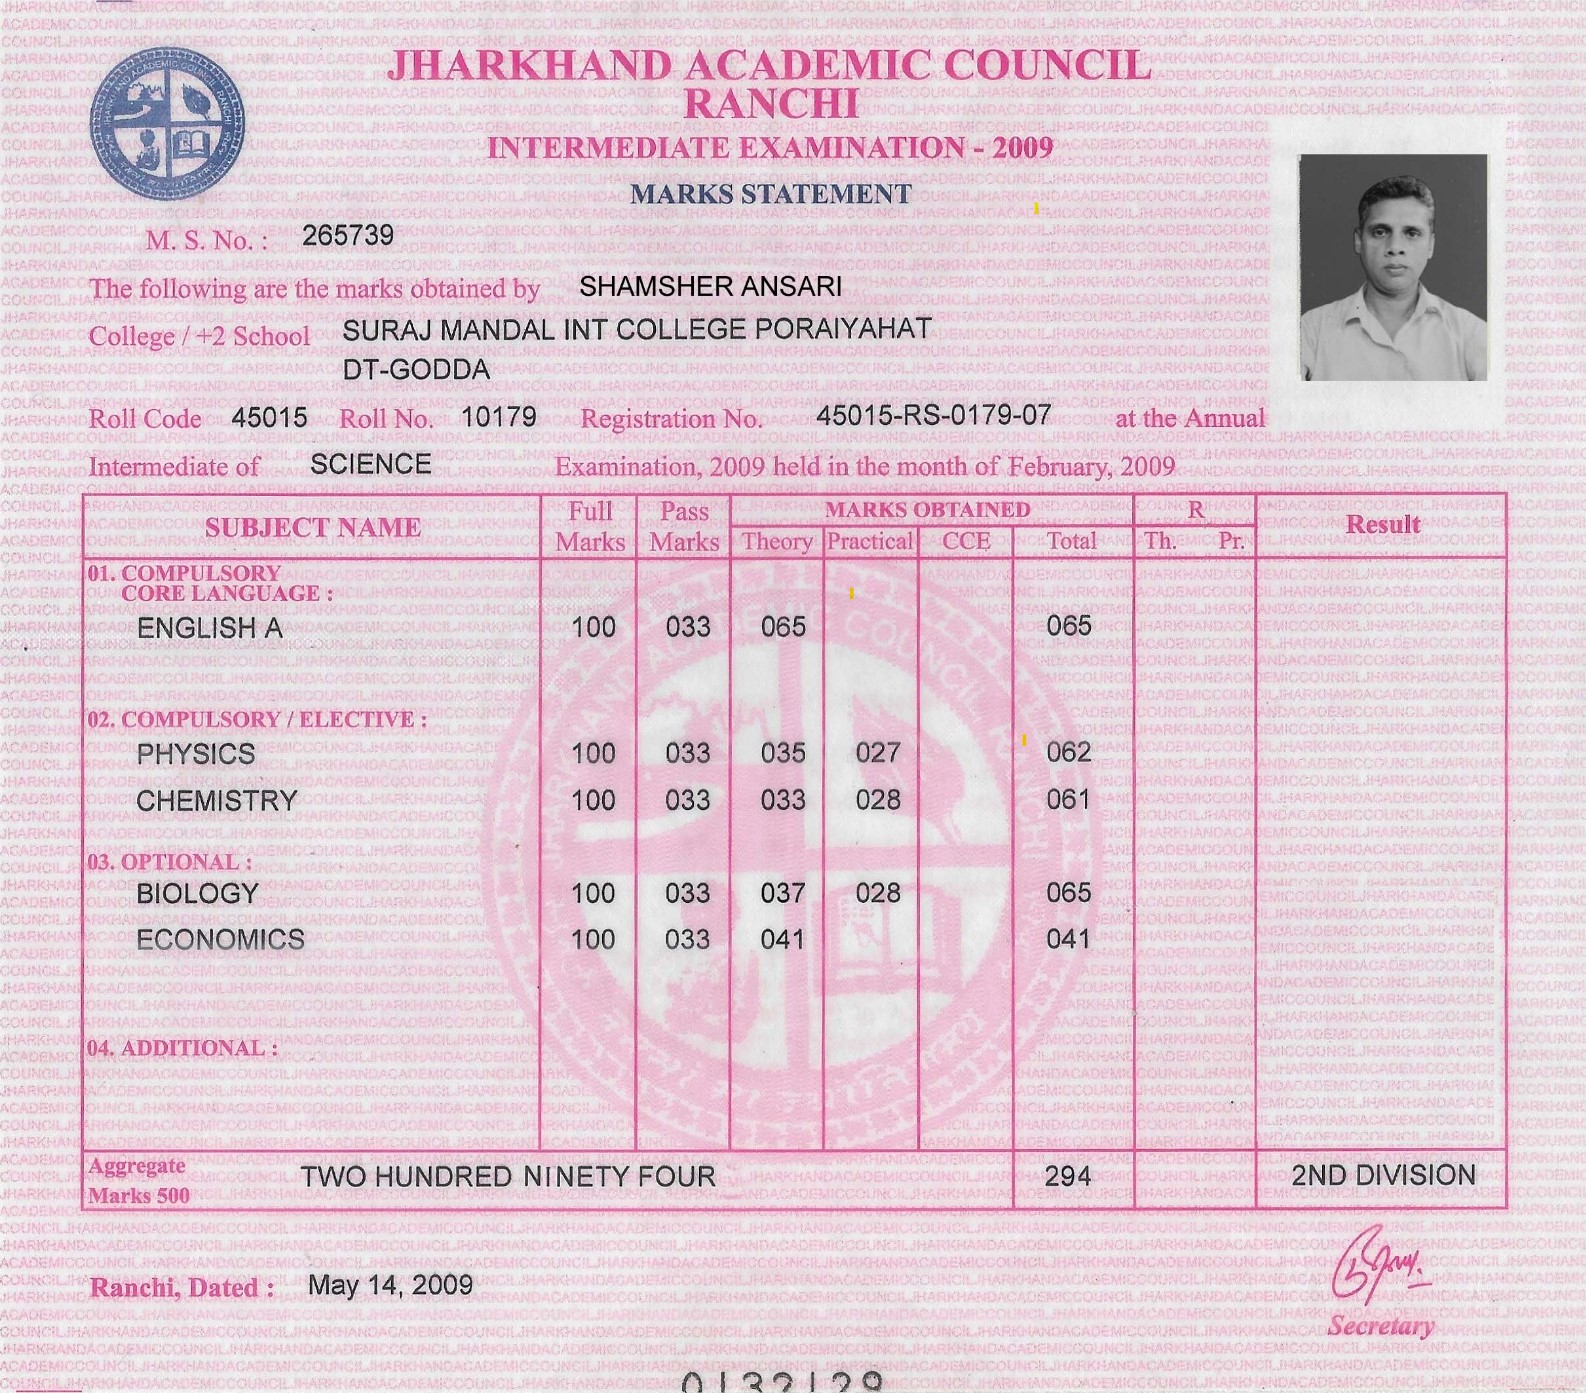 JHARKHAND ACADEMIC COUNCIL
RANCHI
INTERMEDIATE EXAMINATION - 2009
MARKS STATEMENT
M. S. No. : 265739
The following are the marks obtained by SHAMSHER ANSARI
College / +2 School SURAJ MANDAL INT COLLEGE PORAIYAHAT
DT-GODDA
Roll Code 45015 Roll No. 10179 Registration No. 45015-RS-0179-07 at the Annual
Intermediate of SCIENCE Examination, 2009 held in the month of February, 2009
SUBJECT NAME Full Marks Pass Marks MARKS OBTAINED R Result
Theory Practical CCE Total Th. Pr.
01. COMPULSORY
CORE LANGUAGE :
ENGLISH A 100 033 065 065
02. COMPULSORY / ELECTIVE :
PHYSICS 100 033 035 027 062
CHEMISTRY 100 033 033 028 061
03. OPTIONAL :
BIOLOGY 100 033 037 028 065
ECONOMICS 100 033 041 041
04. ADDITIONAL :
Aggregate
Marks 500 TWO HUNDRED NINETY FOUR 294 2ND DIVISION
Ranchi, Dated : May 14, 2009
Secretary